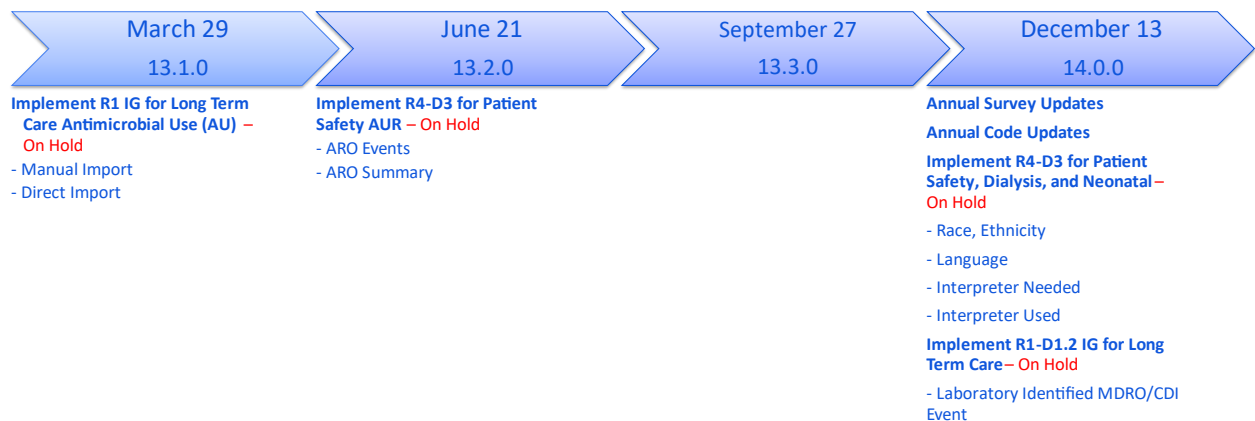 March 29
13.1.0
June 21
13.2.0
September 27
13.3.0
December 13
14.0.0
Implement R1 IG for Long Term
Care Antimicrobial Use (AU) –
On Hold
- Manual Import
- Direct Import
Implement R4-D3 for Patient
Safety AUR – On Hold
- ARO Events
- ARO Summary
Annual Survey Updates
Annual Code Updates
Implement R4-D3 for Patient
Safety, Dialysis, and Neonatal –
On Hold
- Race, Ethnicity
- Language
- Interpreter Needed
- Interpreter Used
Implement R1-D1.2 IG for Long
Term Care – On Hold
- Laboratory Identified MDRO/CDI
Event